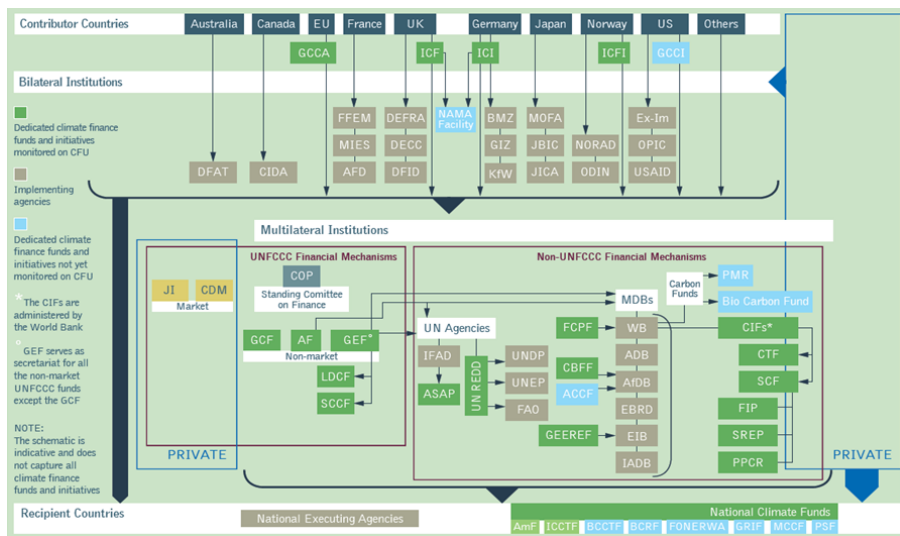 Contributor Countries
Australia
Canada
EU
France
UK
Germany
Japan
Norway
US
Others
GCCA
ICF
ICI
ICFI
GCCI
Bilateral Institutions
Dedicated climate finance
funds and initiatives
monitored on CFU
Implementing
agencies
Dedicated climate
finance funds and
initiatives not yet
monitored on CFU
* The CIFs are
administered by
the World Bank
° GEF serves as
secretariat for all
the non-market
UNFCCC funds
except the GCF
NOTE:
The schematic is
indicative and does
not capture all
climate finance
funds and initiatives
FFEM
DEFRA
NAMA
Facility
BMZ
MOFA
Ex-Im
MIES
DECC
GIZ
JBIC
NORAD
OPIC
DFAT
CIDA
AFD
DFID
KfW
JICA
ODIN
USAID
Multilateral Institutions
UNFCCC Financial Mechanisms
COP
Standing Comittee
on Finance
JI
CDM
Market
GCF
AF
GEF°
Non-market
LDCF
SCCF
PRIVATE
Non-UNFCCC Financial Mechanisms
UN Agencies
IFAD
ASAP
UN REDD
UNDP
UNEP
FAO
MDBs
FCPF
WB
ADB
CBFF
AfDB
ACCF
EBRD
GEEREF
EIB
IADB
Carbon
Funds
PMR
Bio Carbon Fund
CIFs*
CTF
SCF
FIP
SREP
PPCR
PRIVATE
Recipient Countries
National Executing Agencies
National Climate Funds
AmF
ICCTF
BCCTF
BCRF
FONERWA
GRIF
MCCF
PSF